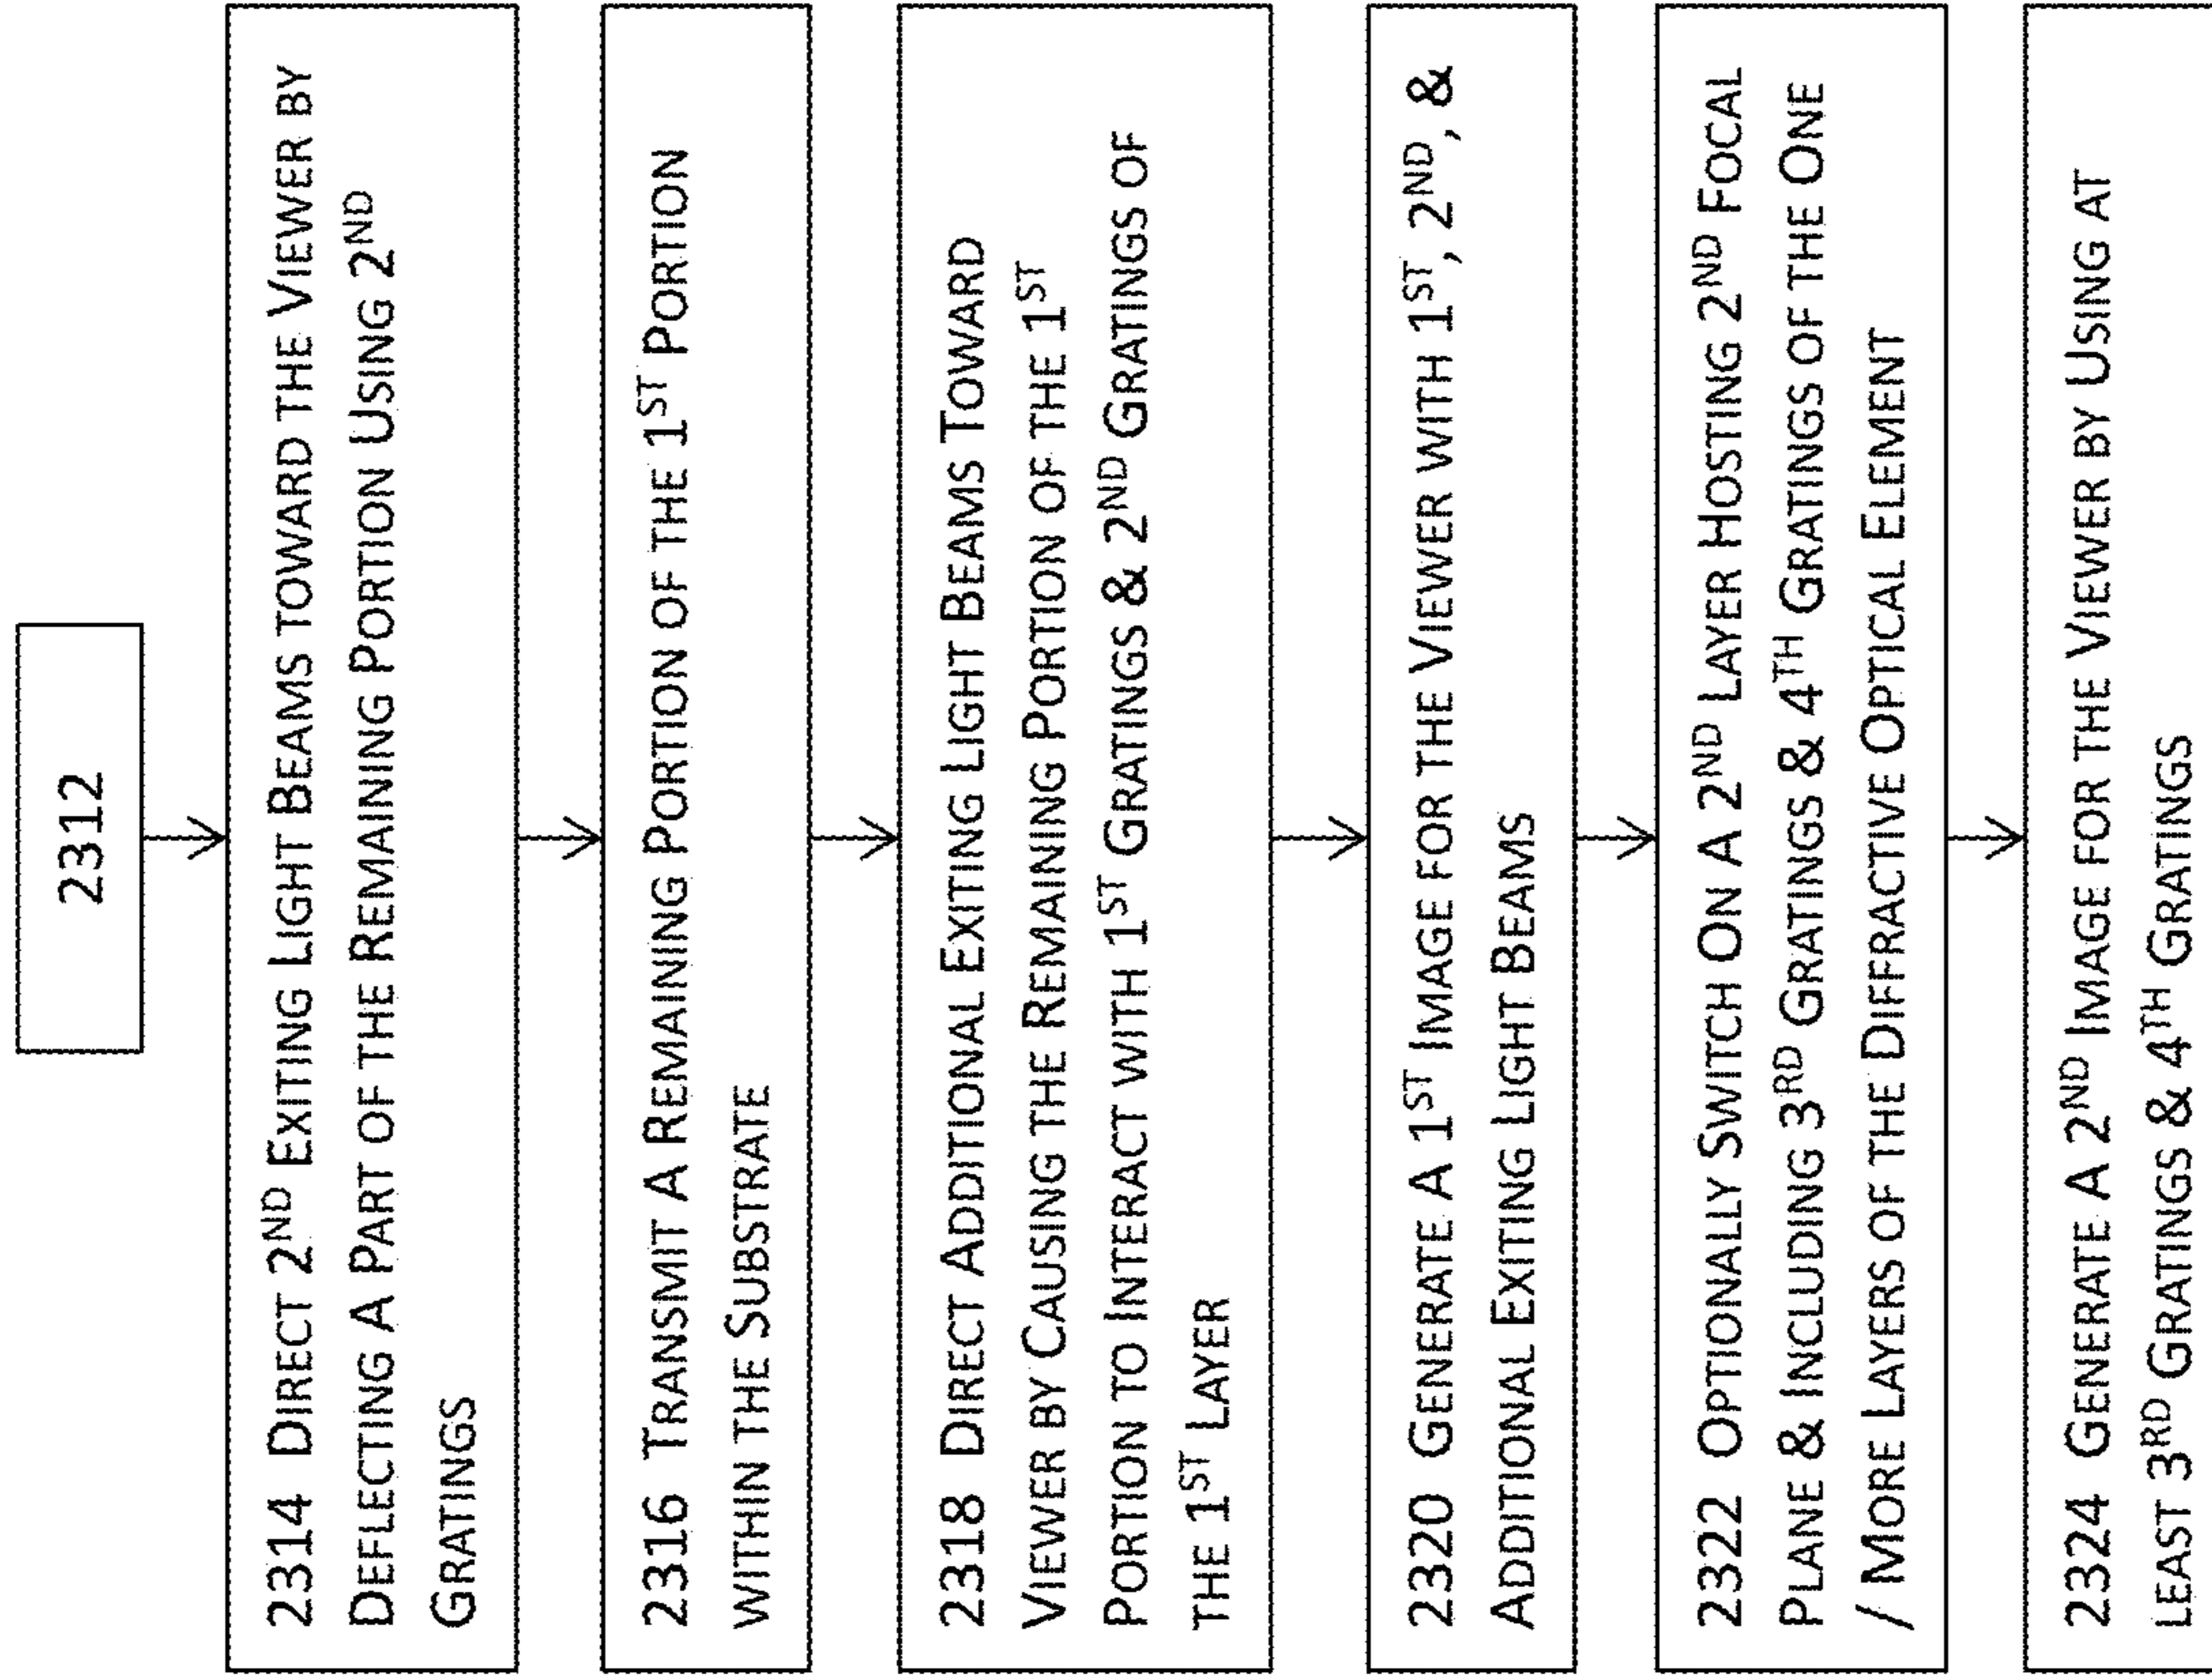 2312
2314 Direct 2nd Exiting Light Beams toward the Viewer by
Deflecting A Part of the Remaining Portion Using 2nd
Gratings
2316 Transmit A Remaining Portion of the 1st Portion
within the Substrate
2318 Direct Additional Exiting Light Beams Toward
Viewer by Causing the Remaining Portion of the 1st
Portion to Interact with 1st Gratings & 2nd Gratings of
the 1st Layer
2320 Generate A 1st Image for the Viewer with 1st, 2nd, &
Additional Exiting Light Beams
2322 Optionally Switch On A 2nd Layer Hosting 2nd Focal
Plane & Including 3rd Gratings & 4th Gratings of the One
/ More Layers of the Diffractive Optical Element
2324 Generate A 2nd Image for the Viewer by Using at
least 3rd Gratings & 4th Gratings